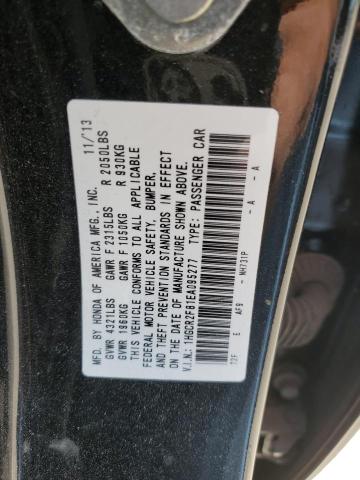 MFD. BY HONDA OF AMERICA MFG., INC. 11/13
GVWR 4321LBS GAWR F 2315LBS R 2050LBS
GVWR 1960KG GAWR F 1050KG R 930KG
THIS VEHICLE CONFORMS TO ALL APPLICABLE
FEDERAL MOTOR VEHICLE SAFETY, BUMPER,
AND THEFT PREVENTION STANDARDS IN EFFECT
ON THE DATE OF MANUFACTURE SHOWN ABOVE.
V.I.N.:1HGCR2F81EA095277 TYPE: PASSENGER CAR
T2F E AF9 - NH731P A - A - A